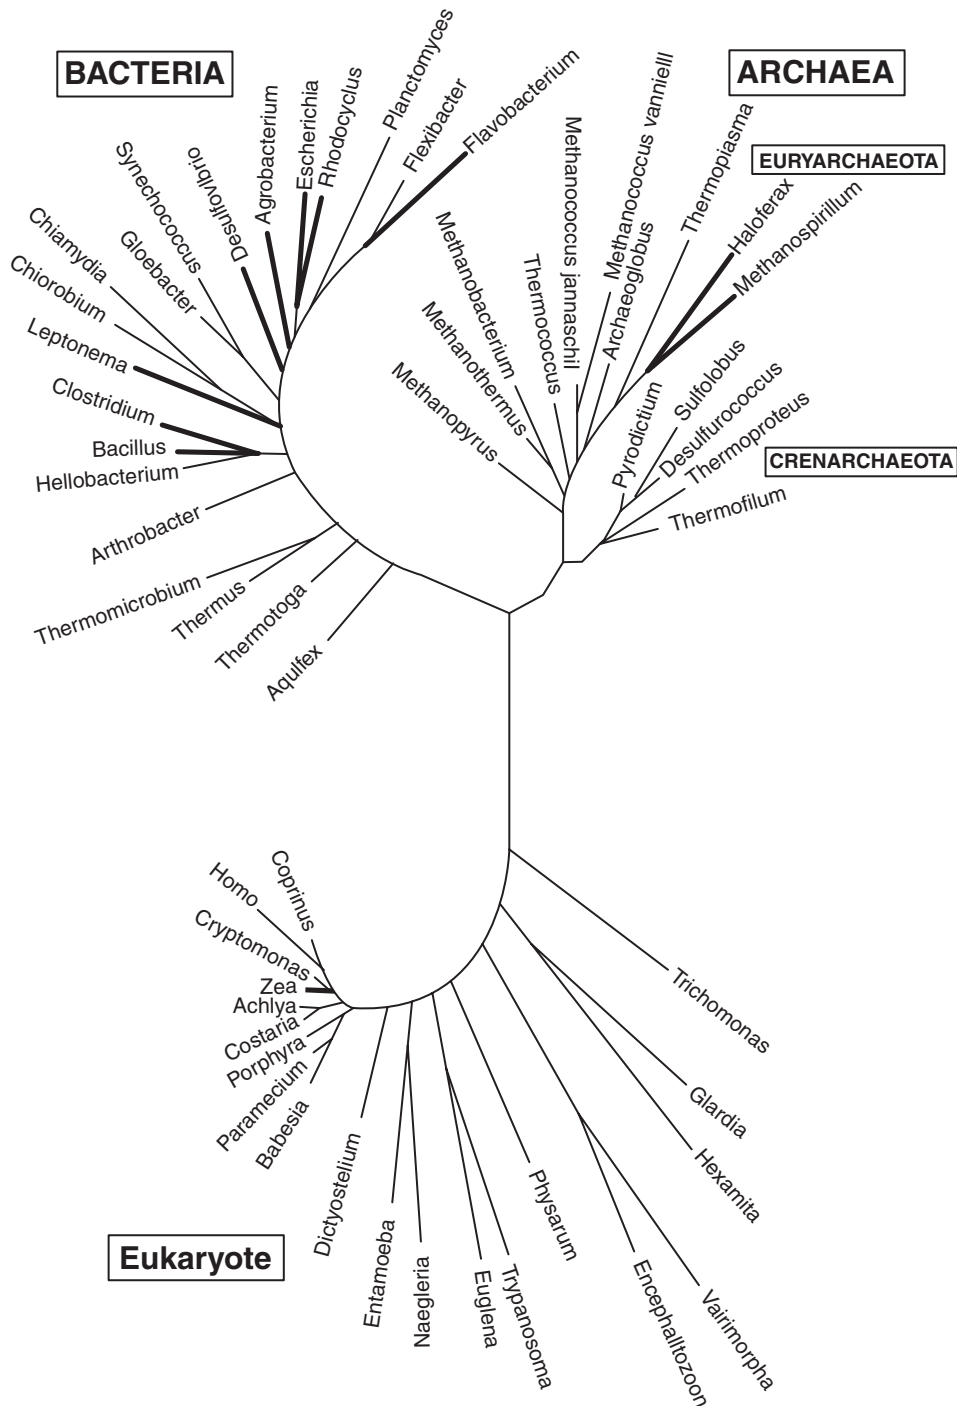 BACTERIA
ARCHAEA
EURYARCHAEOTA
CRENARCHAEOTA
Eukaryote
Planctomyces
Flexibacter
Flavobacterium
Rhodocyclus
Escherichia
Agrobacterium
Desulfovibrio
Synechococcus
Gloebacter
Chiamydia
Chiorobium
Leptonema
Clostridium
Bacillus
Hellobacterium
Arthrobacter
Thermomicrobium
Thermus
Thermotoga
Aqulfex
Methanopyrus
Methanothermus
Methanobacterium
Thermococcus
Methanococcus jannaschil
Methanococcus vannielll
Archaeoglobus
Thermopiasma
Haloferax
Methanospirillum
Pyrodictium
Sulfolobus
Desulfurococcus
Thermoproteus
Thermofilum
Coprinus
Homo
Cryptomonas
Zea
Achlya
Costaria
Porphyra
Paramecium
Babesia
Dictyostelium
Entamoeba
Naegleria
Euglena
Trypanosoma
Physarum
Encephalltozoon
Vairimorpha
Hexamita
Glardia
Trichomonas